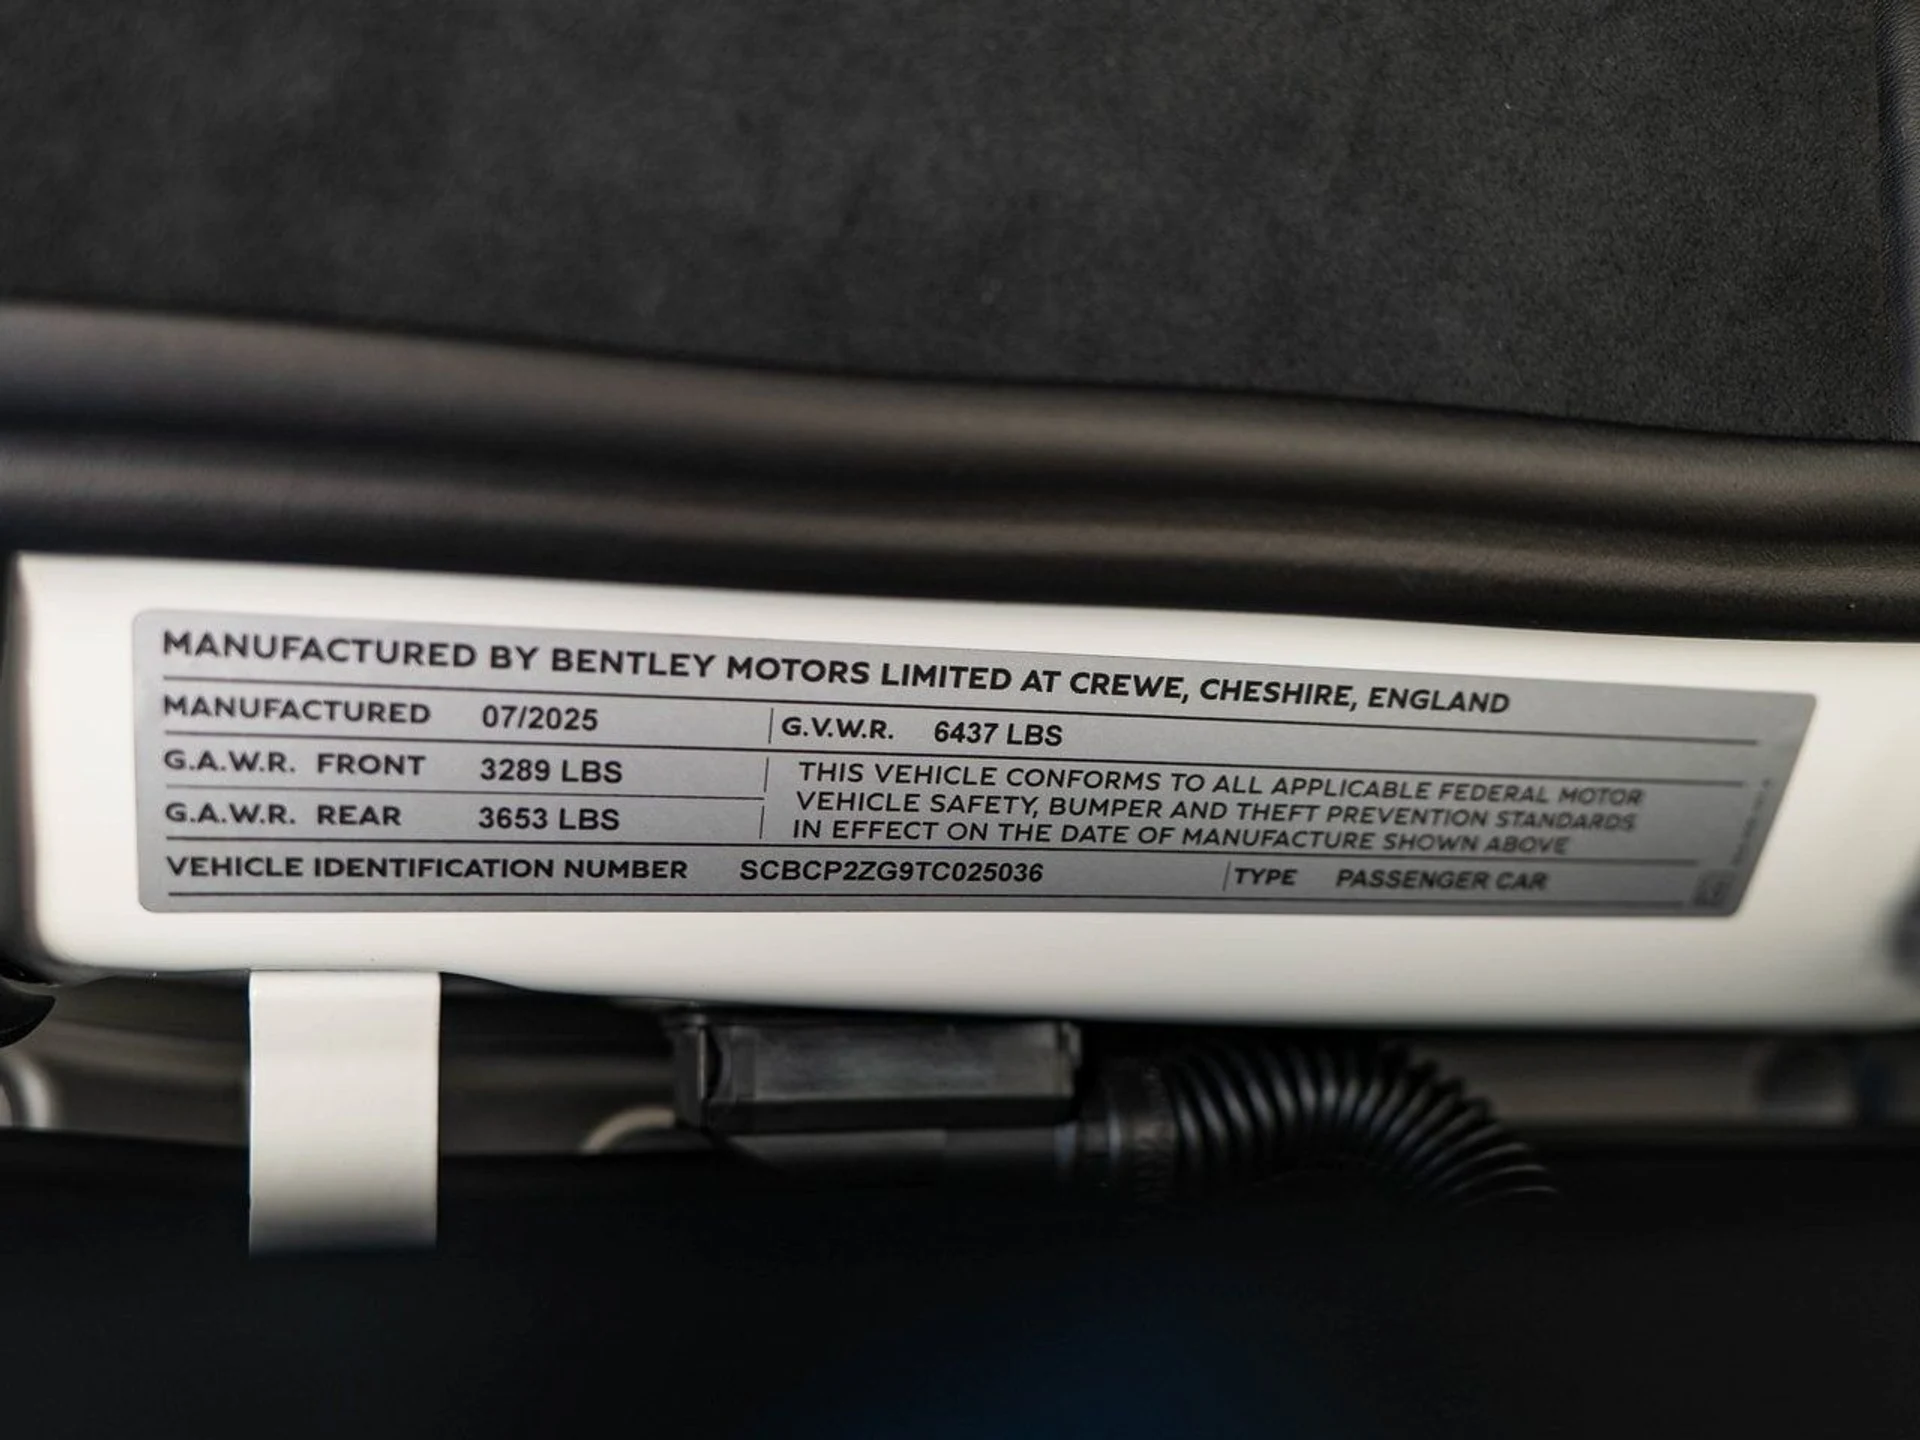 MANUFACTURED BY BENTLEY MOTORS LIMITED AT CREWE, CHESHIRE, ENGLAND
MANUFACTURED 07/2025 G.V.W.R. 6437 LBS
G.A.W.R. FRONT 3289 LBS
G.A.W.R. REAR 3653 LBS
THIS VEHICLE CONFORMS TO ALL APPLICABLE FEDERAL MOTOR
VEHICLE SAFETY, BUMPER AND THEFT PREVENTION STANDARDS
IN EFFECT ON THE DATE OF MANUFACTURE SHOWN ABOVE
VEHICLE IDENTIFICATION NUMBER SCBCP2ZG9TC025036 TYPE PASSENGER CAR